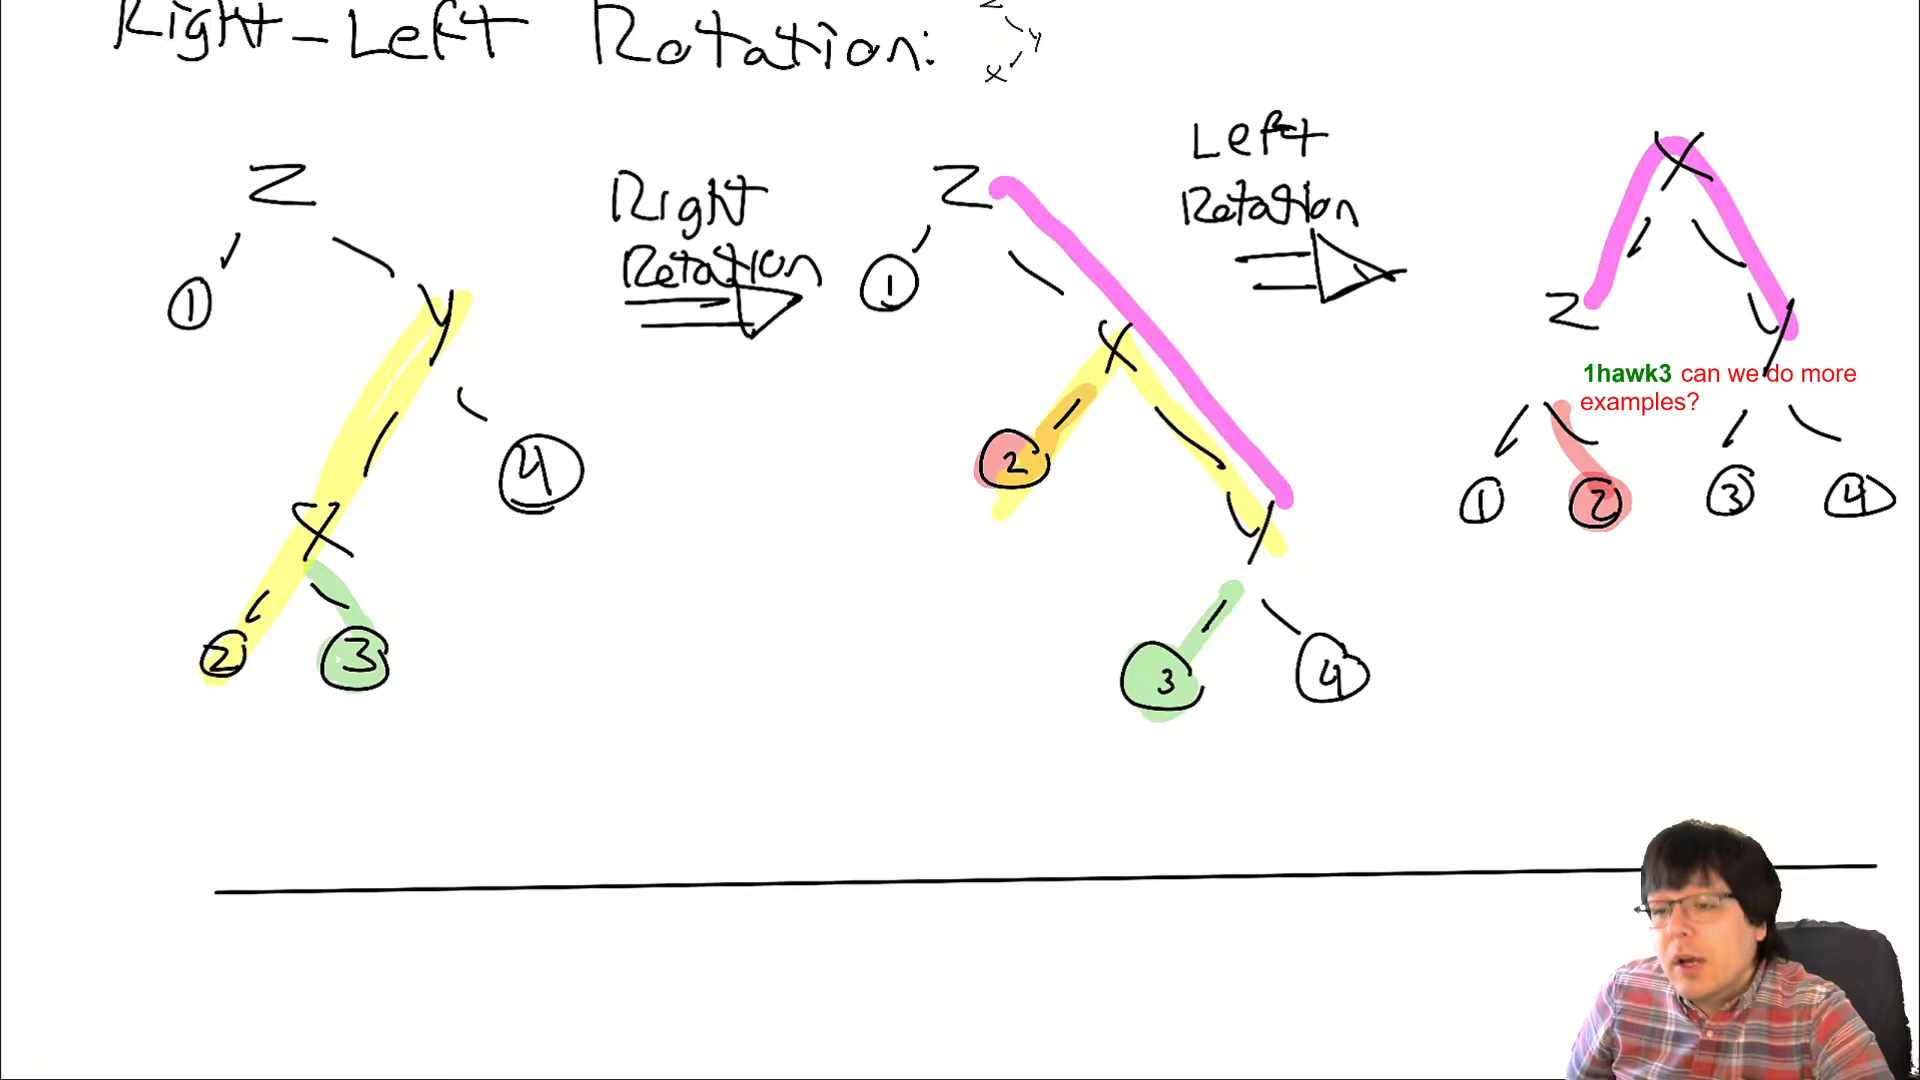 Right-Left Rotation:
Z
Y
X
Z
1
Y
4
X
2
3
Right
Rotation
Z
1
X
2
Y
3
4
Left
Rotation
X
Z
Y
1hawk3 can we do more
examples?
1
2
3
4